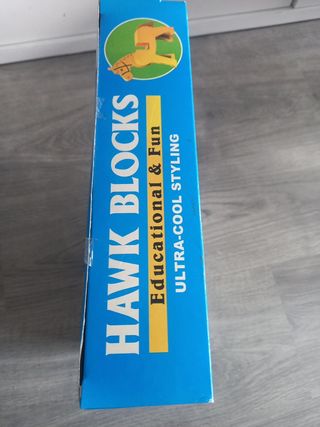 HAWK BLOCKS
Educational & Fun
ULTRA-COOL STYLING